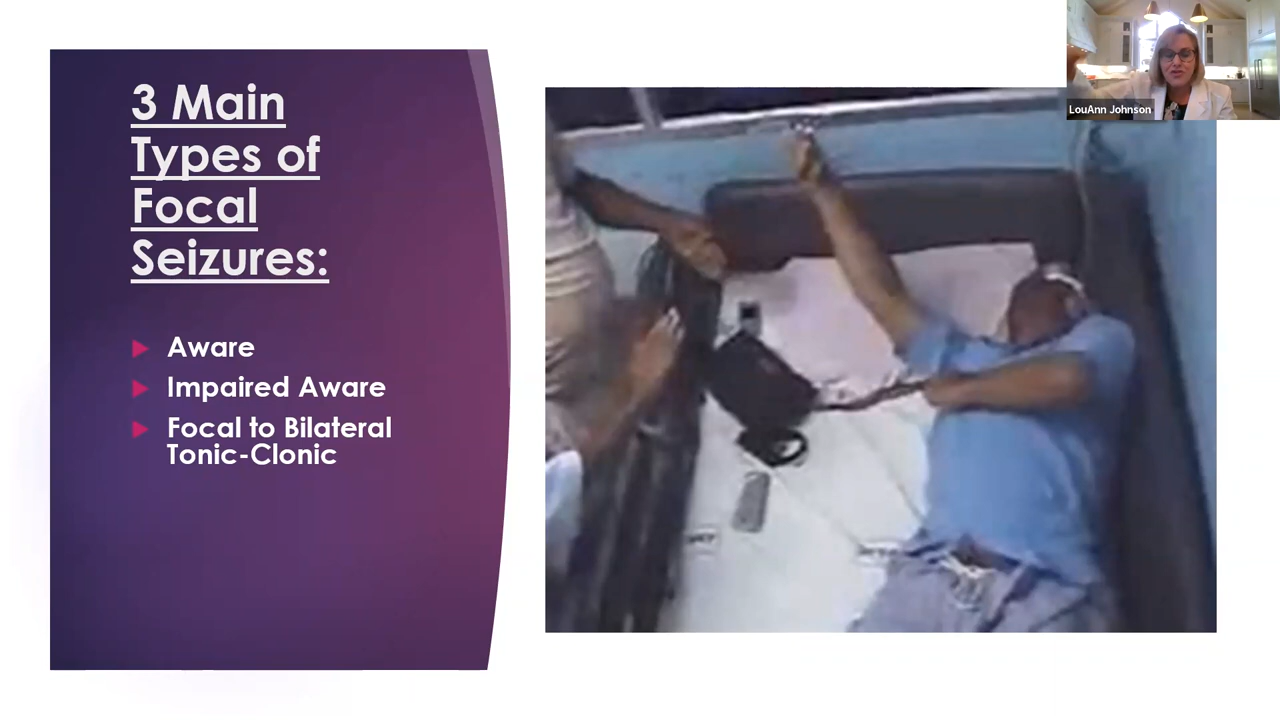 3 Main
Types of
Focal
Seizures:
Aware
Impaired Aware
Focal to Bilateral
Tonic-Clonic
LouAnn Johnson